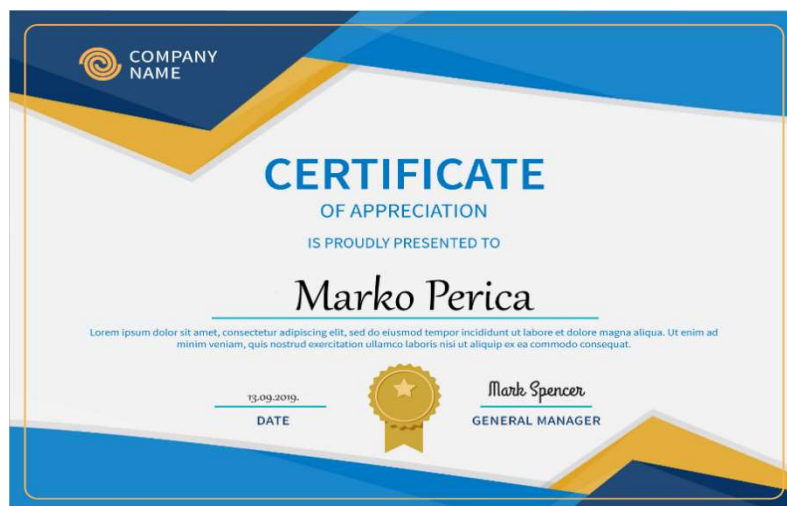 COMPANY
NAME
CERTIFICATE
OF APPRECIATION
IS PROUDLY PRESENTED TO
Marko Perica
Lorem ipsum dolor sit amet, consectetur adipiscing elit, sed do eiusmod tempor incididunt ut labore et dolore magna aliqua. Ut enim ad
minim veniam, quis nostrud exercitation ullamco laboris nisi ut aliquip ex ea commodo consequat.
13.09.2019.
Mark Spencer
DATE
GENERAL MANAGER